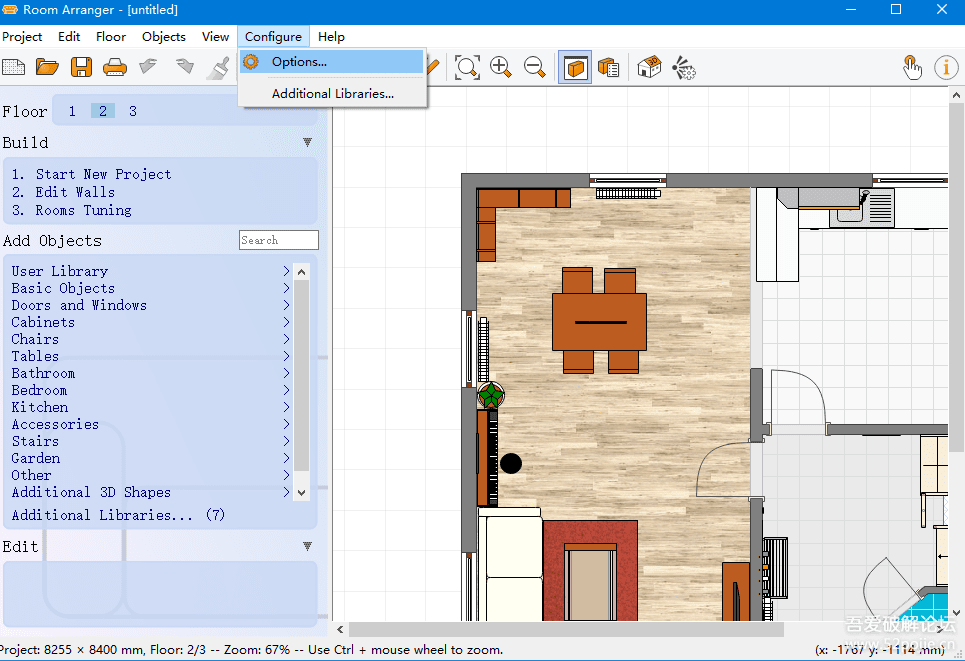 Room Arranger - [untitled]
Project Edit Floor Objects View Configure Help
Options...
Additional Libraries...
Floor 1 2 3
Build
1. Start New Project
2. Edit Walls
3. Rooms Tuning
Add Objects Search
User Library
Basic Objects
Doors and Windows
Cabinets
Chairs
Tables
Bathroom
Bedroom
Kitchen
Accessories
Stairs
Garden
Other
Additional 3D Shapes
Additional Libraries... (7)
Edit
吾爱破解论坛
www.52pojie.cn
Project: 8255 × 8400 mm, Floor: 2/3 -- Zoom: 67% -- Use Ctrl + mouse wheel to zoom. (x: -1767 y: -1114 mm)